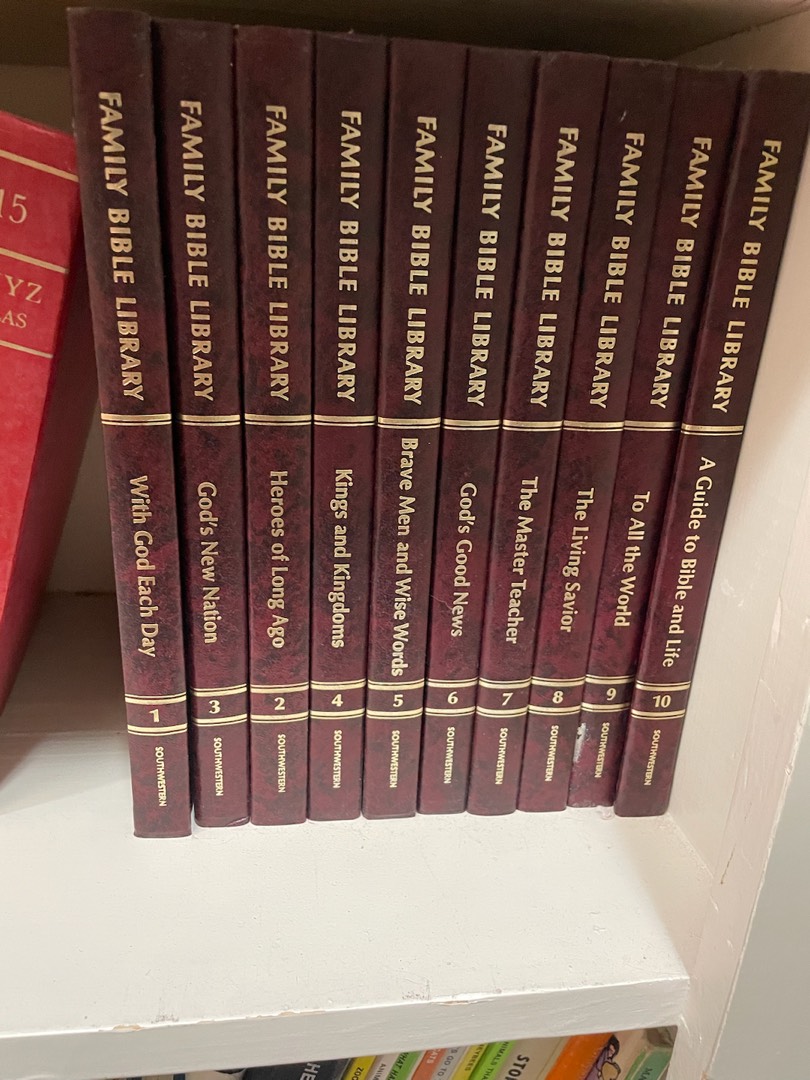 15
YZ
FAMILY BIBLE LIBRARY
With God Each Day
1
SOUTHWESTERN
FAMILY BIBLE LIBRARY
God's New Nation
3
SOUTHWESTERN
FAMILY BIBLE LIBRARY
Heroes of Long Ago
2
SOUTHWESTERN
FAMILY BIBLE LIBRARY
Kings and Kingdoms
4
SOUTHWESTERN
FAMILY BIBLE LIBRARY
Brave Men and Wise Words
5
SOUTHWESTERN
FAMILY BIBLE LIBRARY
God's Good News
6
SOUTHWESTERN
FAMILY BIBLE LIBRARY
The Master Teacher
7
SOUTHWESTERN
FAMILY BIBLE LIBRARY
The Living Savior
8
SOUTHWESTERN
FAMILY BIBLE LIBRARY
To All the World
9
SOUTHWESTERN
FAMILY BIBLE LIBRARY
A Guide to Bible and Life
10
SOUTHWESTERN